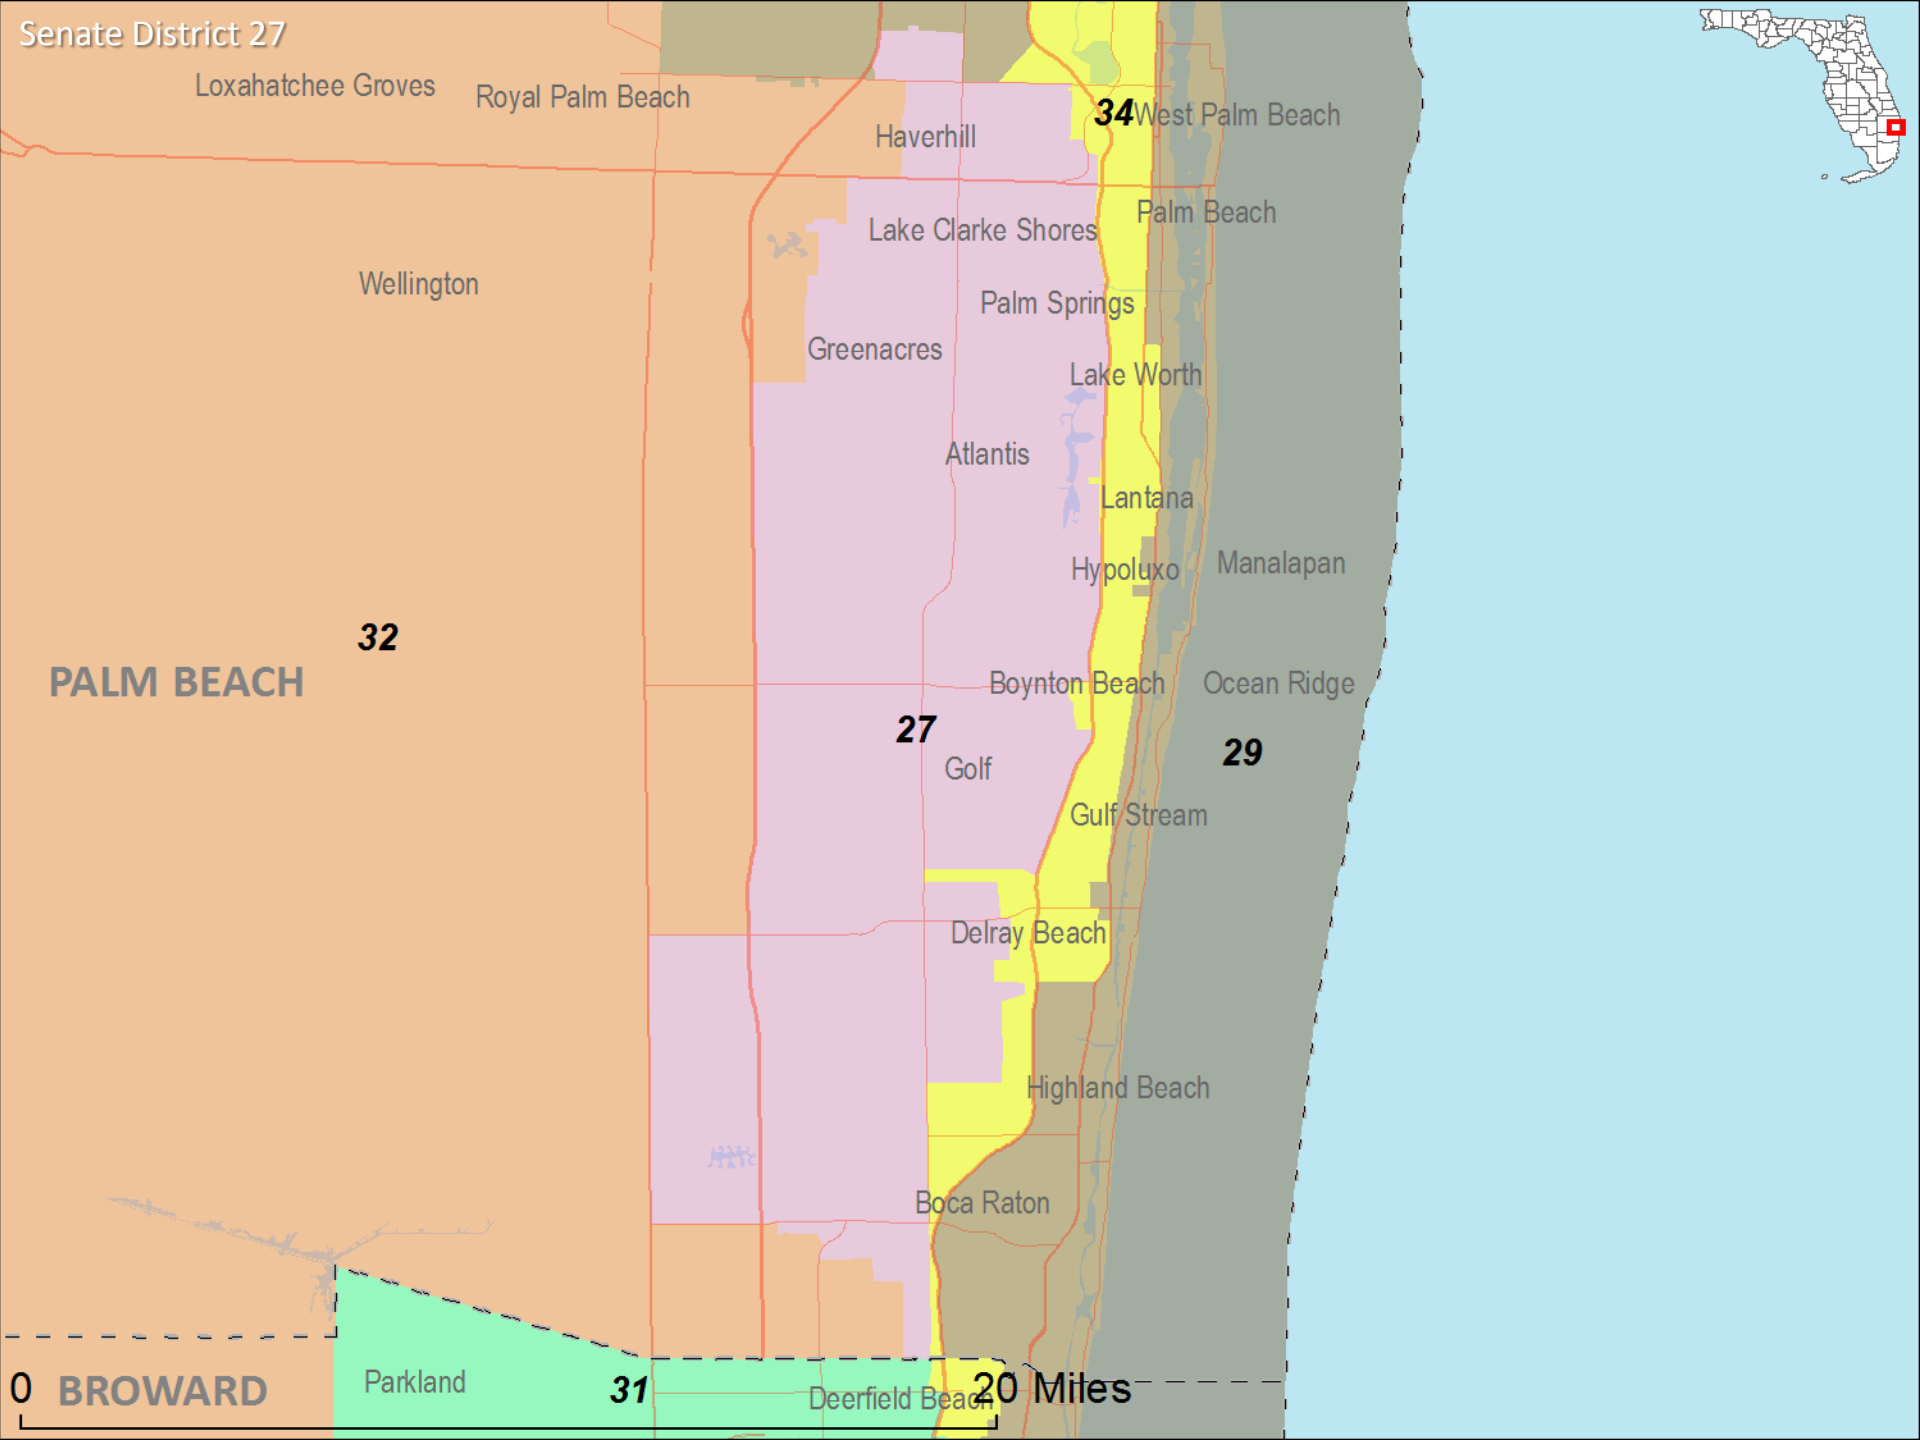 Senate District 27
Loxahatchee Groves
Royal Palm Beach
34
West Palm Beach
Haverhill
Palm Beach
Lake Clarke Shores
Wellington
Palm Springs
Greenacres
Lake Worth
Atlantis
Lantana
Hypoluxo
Manalapan
32
PALM BEACH
Boynton Beach
Ocean Ridge
27
29
Golf
Gulf Stream
Delray Beach
Highland Beach
Boca Raton
Parkland
31
Deerfield Beach
BROWARD
0
20 Miles